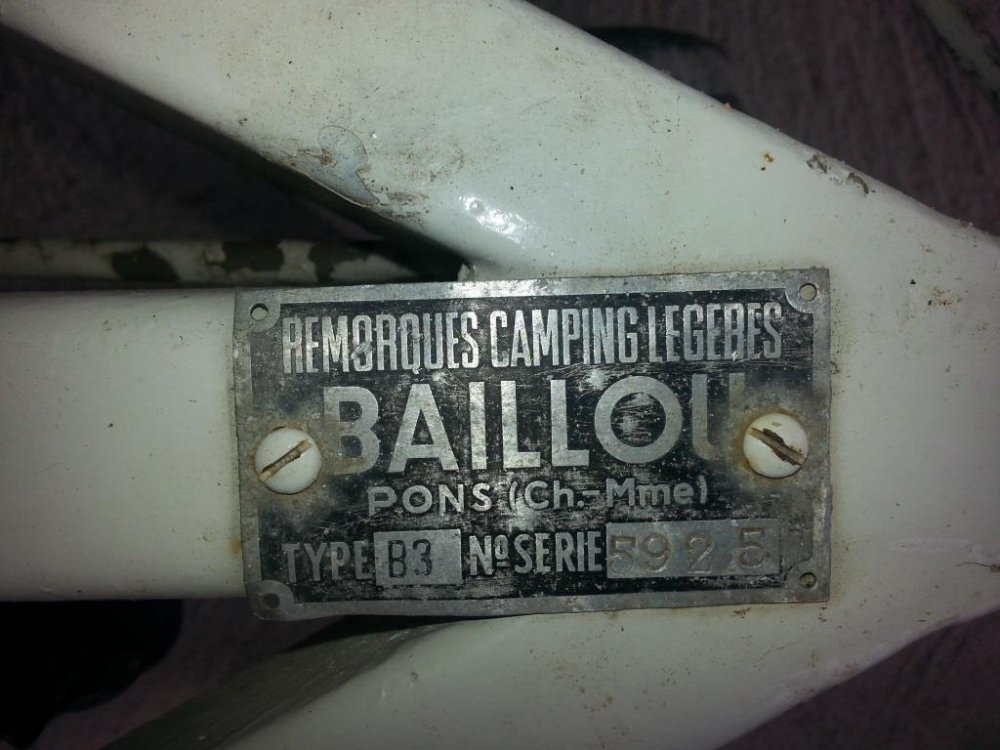 REMORQUES CAMPING LEGERES
BAILLOU
PONS (Ch.-Mme)
TYPE B3 Nº SERIE 5925